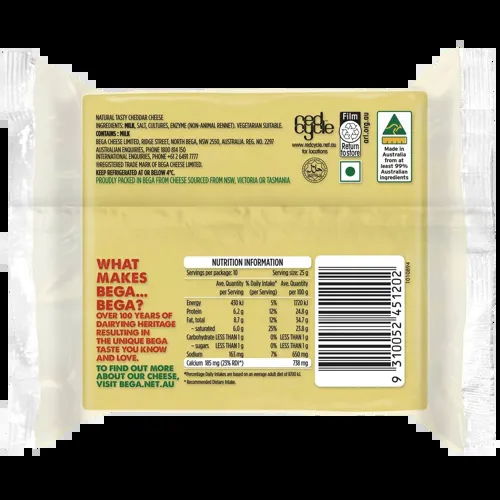 NATURAL TASTY CHEDDAR CHEESE
INGREDIENTS: MILK, SALT, CULTURES, ENZYME (NON-ANIMAL RENNET). VEGETARIAN SUITABLE.
CONTAINS: MILK
BEGA CHEESE LIMITED, RIDGE STREET, NORTH BEGA, NSW 2550, AUSTRALIA. REG. NO. 2297
AUSTRALIAN ENQUIRIES, PHONE 1800 814 150
INTERNATIONAL ENQUIRIES, PHONE +61 2 6491 7777
®REGISTERED TRADE MARK OF BEGA CHEESE LIMITED.
KEEP REFRIGERATED AT OR BELOW 4°C.
PROUDLY PACKED IN BEGA FROM CHEESE SOURCED FROM NSW, VICTORIA OR TASMANIA
red
cycle
www.redcycle.net.au
for locations
Film
Return
to store
arl.org.au
Made in
Australia
from at
least 99%
Australian
ingredients
WHAT
MAKES
BEGA...
BEGA?
OVER 100 YEARS OF
DAIRYING HERITAGE
RESULTING IN
THE UNIQUE BEGA
TASTE YOU KNOW
AND LOVE.
TO FIND OUT MORE
ABOUT OUR CHEESE,
VISIT BEGA.NET.AU
NUTRITION INFORMATION
Servings per package: 10 Serving size: 25 g
Ave. Quantity % Daily Intake* Ave. Quantity
per Serving (per Serving) per 100 g
Energy 430 kJ 5% 1720 kJ
Protein 6.2 g 12% 24.8 g
Fat, total 8.7 g 12% 34.7 g
– saturated 6.0 g 25% 23.8 g
Carbohydrate LESS THAN 1 g 0% LESS THAN 1 g
– sugars LESS THAN 1 g 0% LESS THAN 1 g
Sodium 163 mg 7% 650 mg
Calcium 185 mg (23% RDI^) 738 mg
*Percentage Daily Intakes are based on an average adult diet of 8700 kJ.
^ Recommended Dietary Intake.
9 310052 451202
1010894